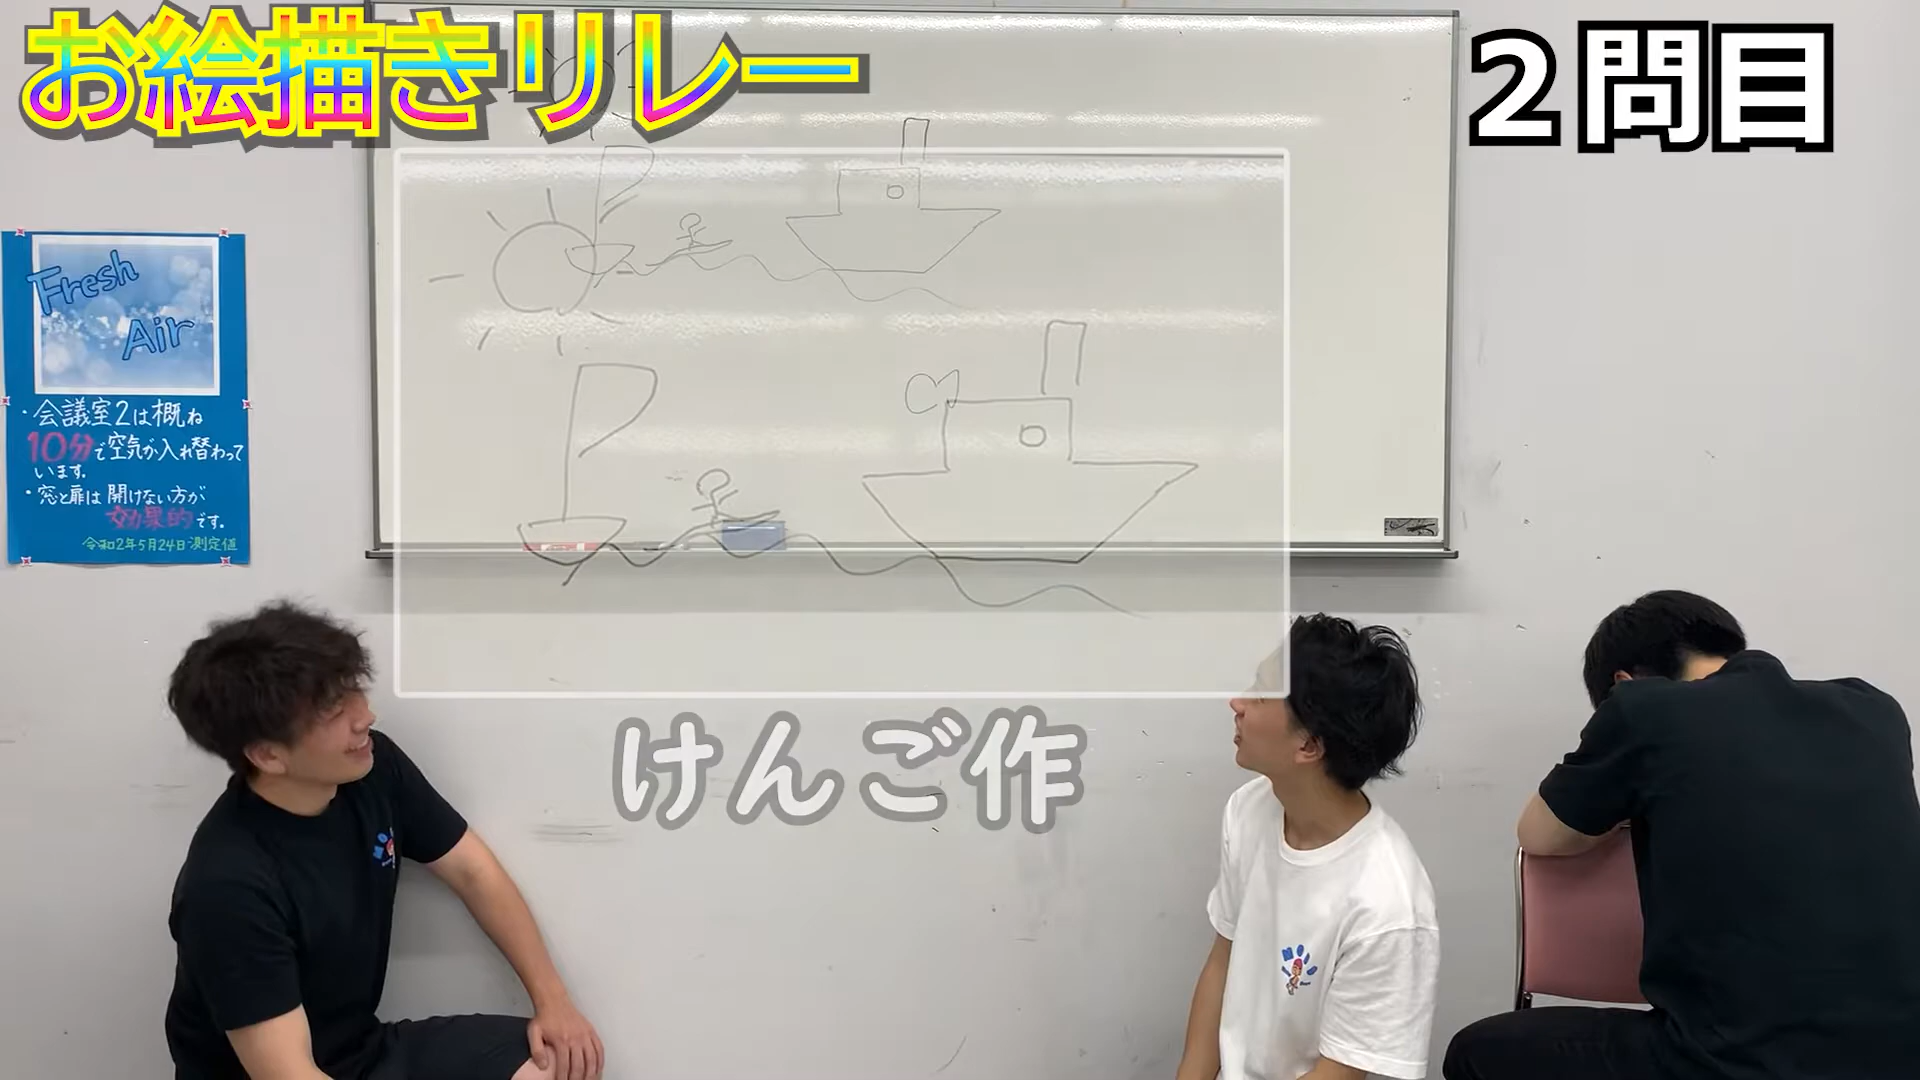 お絵描きリレー
２問目
Fresh
Air
・会議室2は概ね
10分で空気が入れ替わって
います。
・窓と扉は開けない方が
効果的です。
令和2年5月24日測定値
けんご作